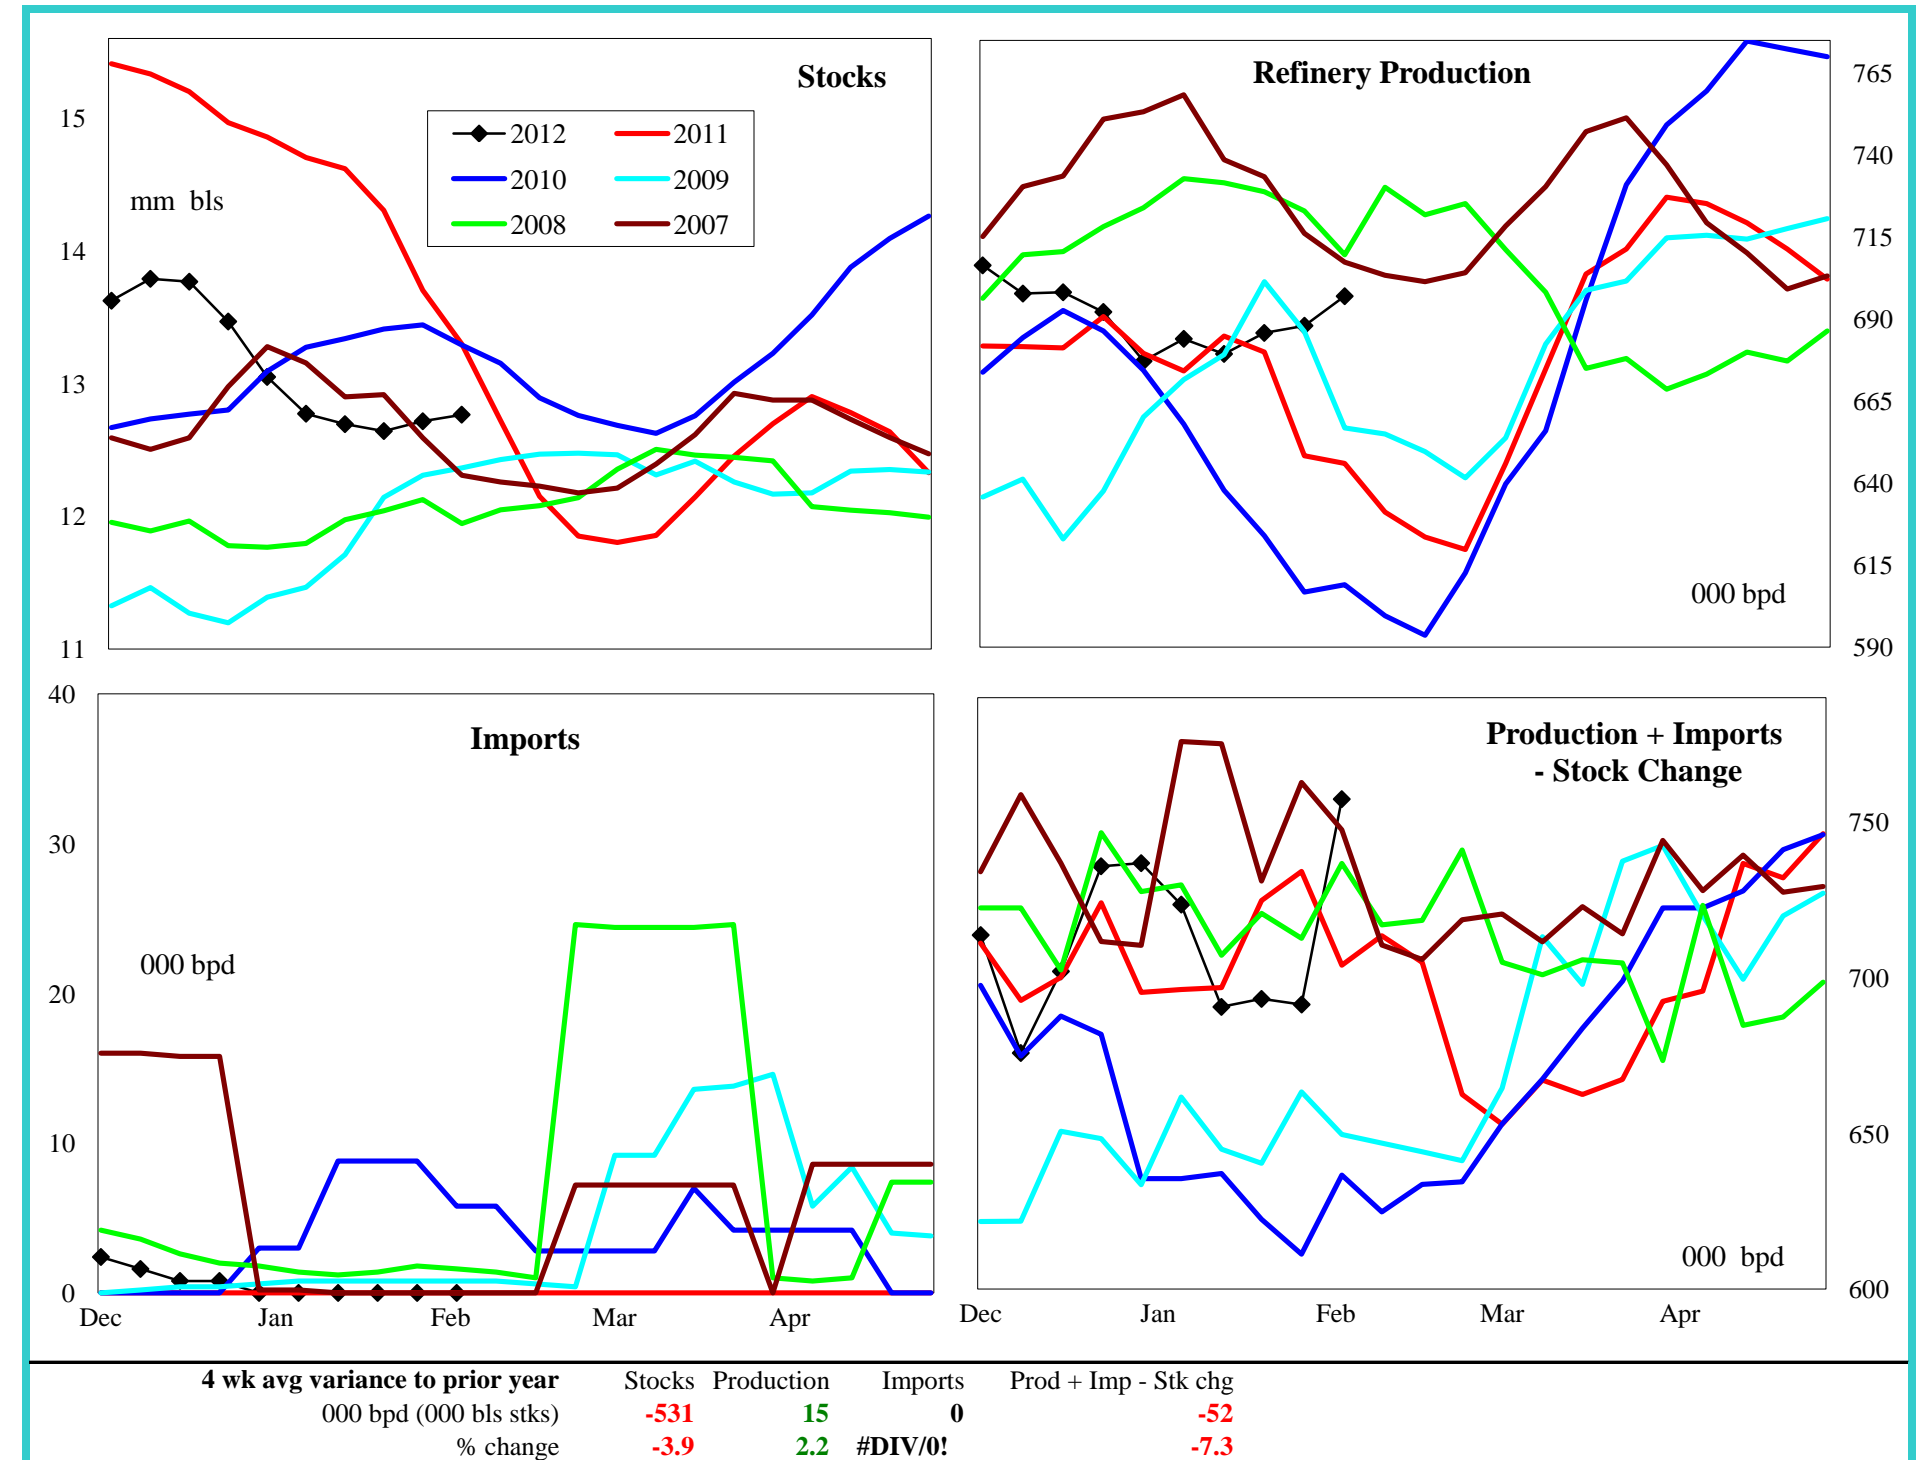 Stocks
15
14
13
12
11
mm bls
2012
2011
2010
2009
2008
2007
Refinery Production
765
740
715
690
665
640
615
590
000 bpd
Imports
40
30
20
10
0
000 bpd
Dec Jan Feb Mar Apr
Production + Imports
- Stock Change
750
700
650
600
000 bpd
Dec Jan Feb Mar Apr
4 wk avg variance to prior year Stocks Production Imports Prod + Imp - Stk chg
000 bpd (000 bls stks) -531 15 0 -52
% change -3.9 2.2 #DIV/0! -7.3